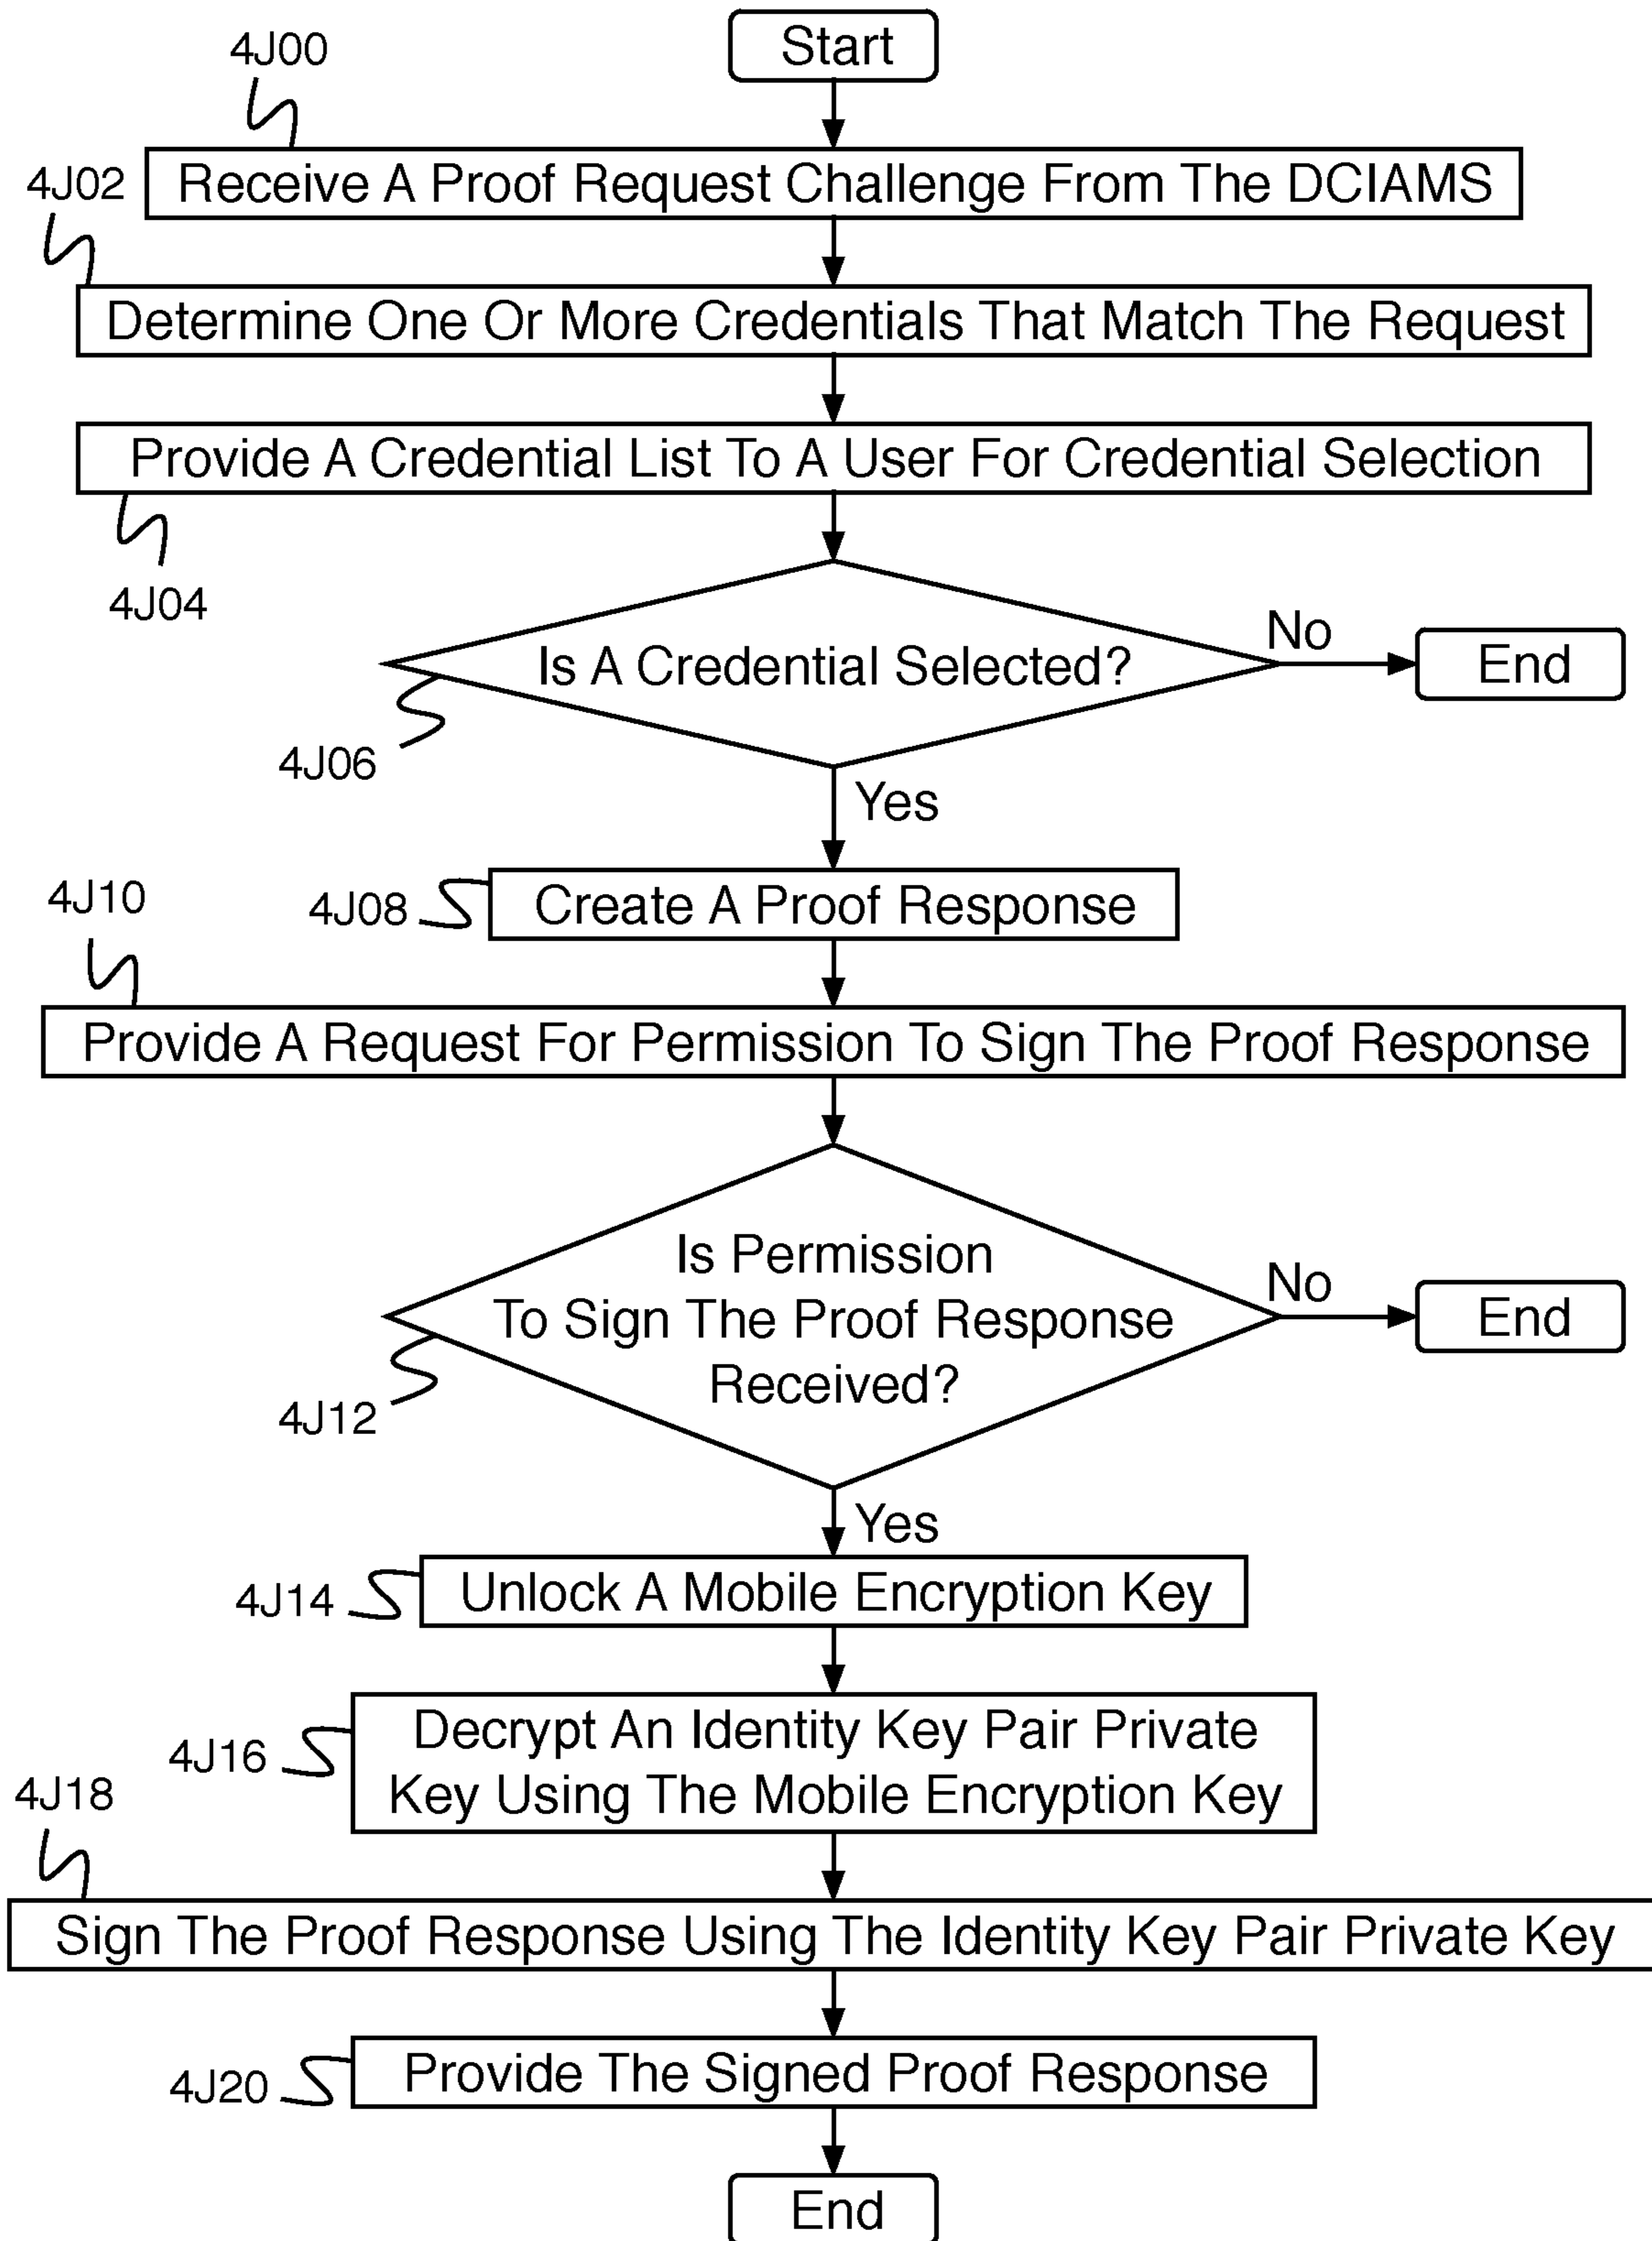 Start
4J00
Receive A Proof Request Challenge From The DCIAMS
4J02
Determine One Or More Credentials That Match The Request
Provide A Credential List To A User For Credential Selection
4J04
Is A Credential Selected?
No
End
4J06
Yes
4J08
Create A Proof Response
4J10
Provide A Request For Permission To Sign The Proof Response
Is Permission
To Sign The Proof Response
Received?
No
End
4J12
Yes
4J14
Unlock A Mobile Encryption Key
4J16
Decrypt An Identity Key Pair Private
Key Using The Mobile Encryption Key
4J18
Sign The Proof Response Using The Identity Key Pair Private Key
4J20
Provide The Signed Proof Response
End